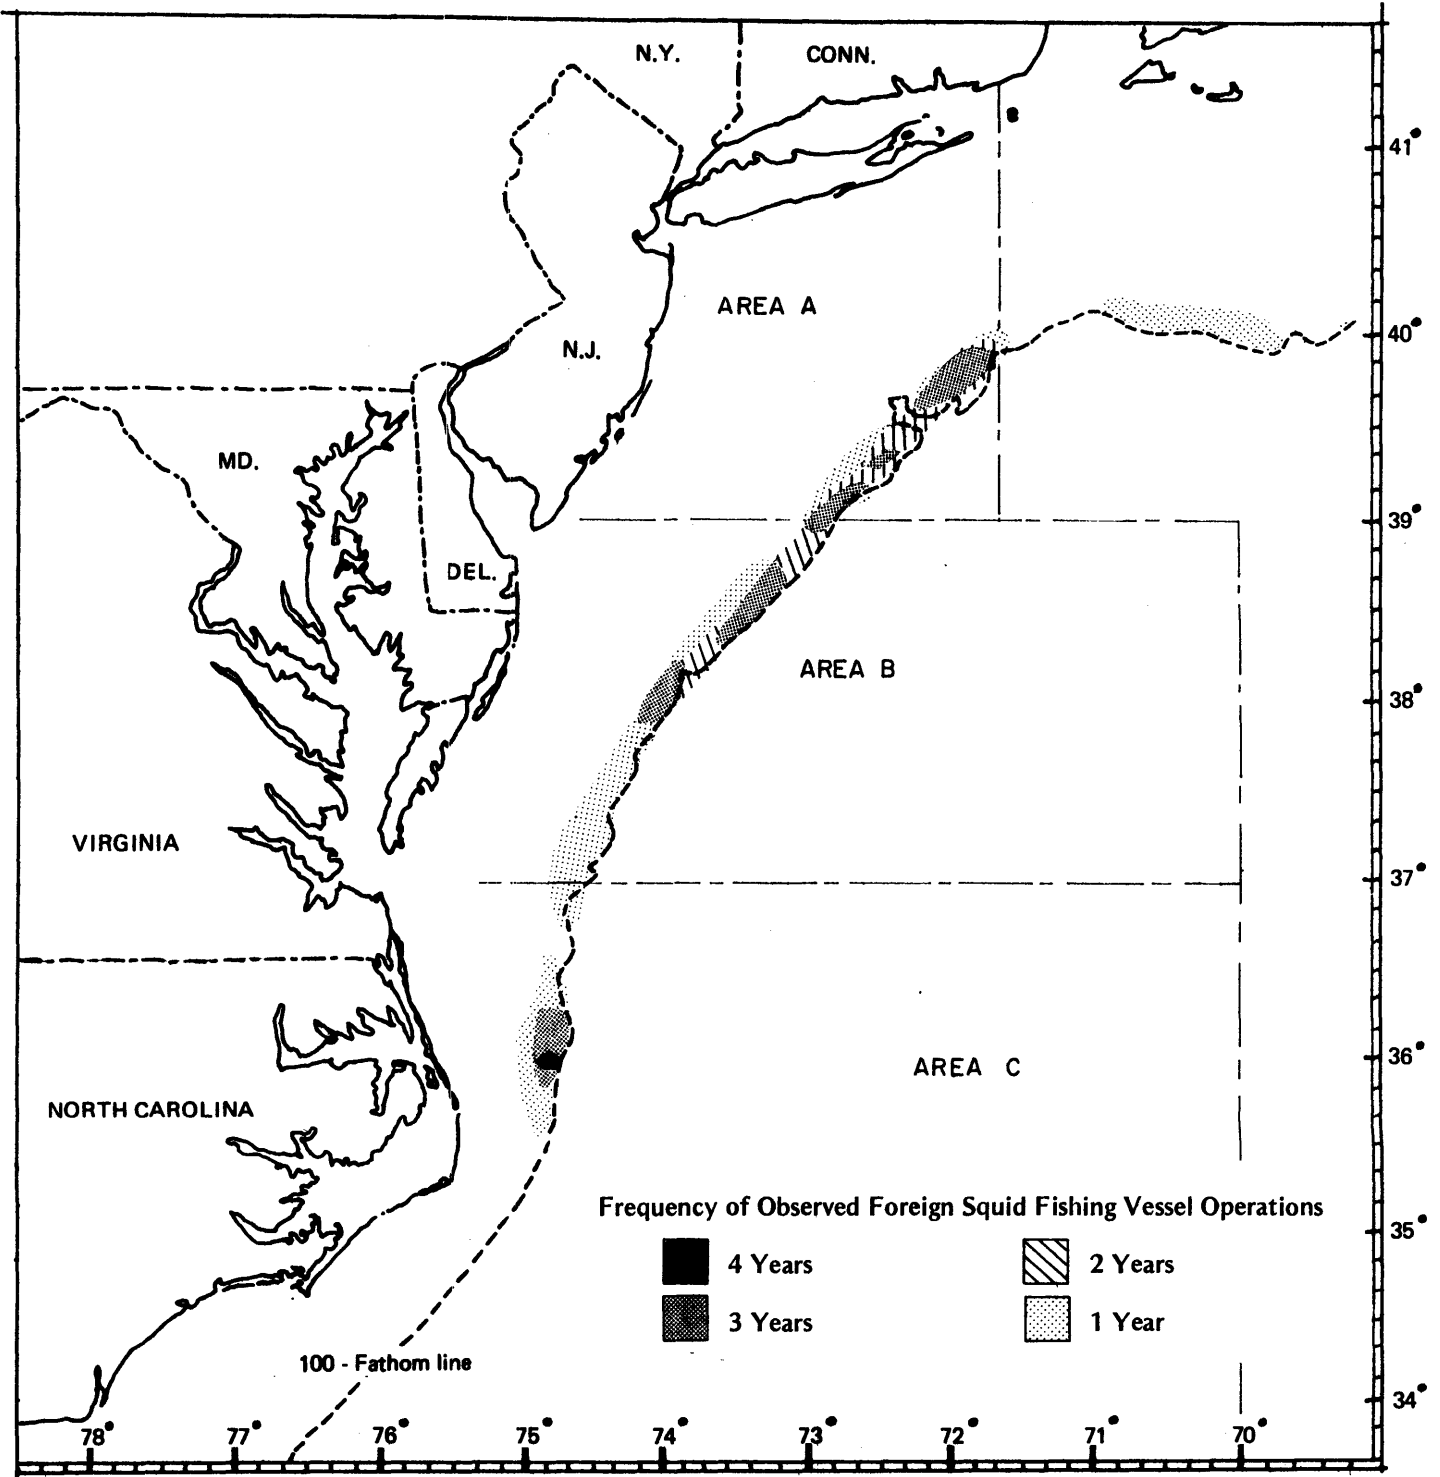 N.Y.
CONN.
41°
AREA A
40°
N.J.
MD.
39°
DEL.
AREA B
38°
VIRGINIA
37°
36°
AREA C
NORTH CAROLINA
Frequency of Observed Foreign Squid Fishing Vessel Operations
35°
4 Years
2 Years
3 Years
1 Year
100 - Fathom line
34°
78° 77° 76° 75° 74° 73° 72° 71° 70°